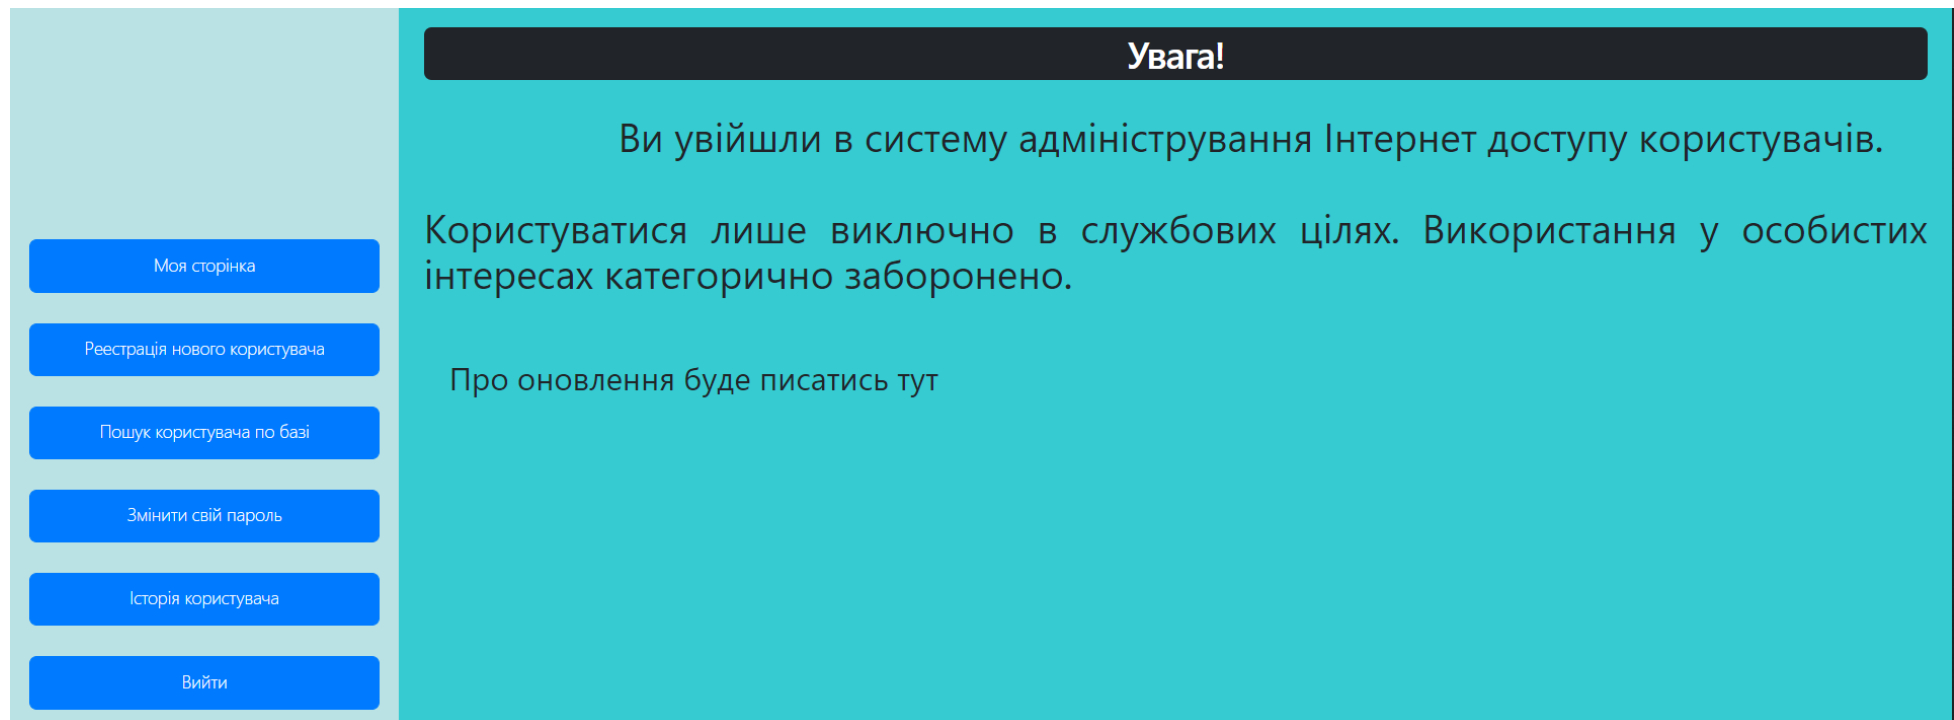 Моя сторінка
Реестрація нового користувача
Пошук користувача по базі
Змінити свій пароль
Історія користувача
Вийти
Увага!
Ви увійшли в систему адміністрування Інтернет доступу користувачів.
Користуватися лише виключно в службових цілях. Використання у особистих
інтересах категорично заборонено.
Про оновлення буде писатись тут